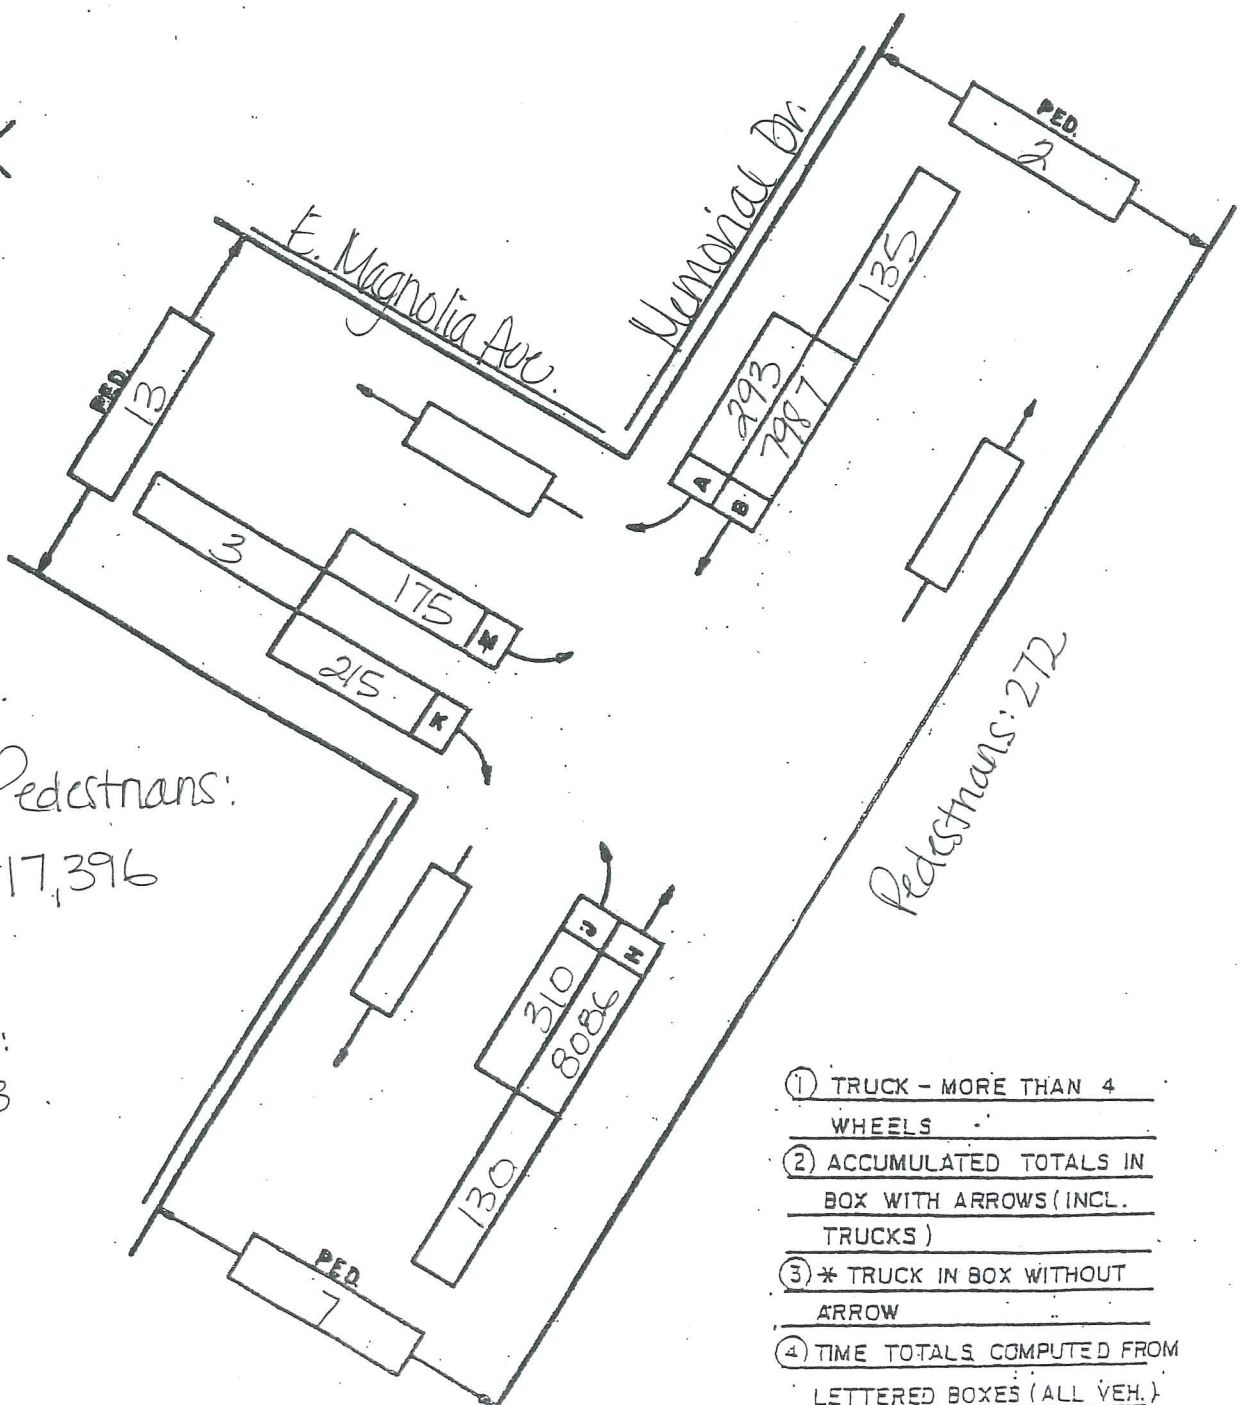 PED.
2
Memorial Dr.
E. Magnolia Ave.
135
293
7987
A
B
PED.
13
3
175
M
215
K
Pedestrians: 272
Pedestrians:
17,396
J
H
310
8086
:
3
130
PED.
7
① TRUCK - MORE THAN 4
WHEELS
② ACCUMULATED TOTALS IN
BOX WITH ARROWS (INCL.
TRUCKS)
③ * TRUCK IN BOX WITHOUT
ARROW
④ TIME TOTALS COMPUTED FROM
LETTERED BOXES (ALL VEH.)